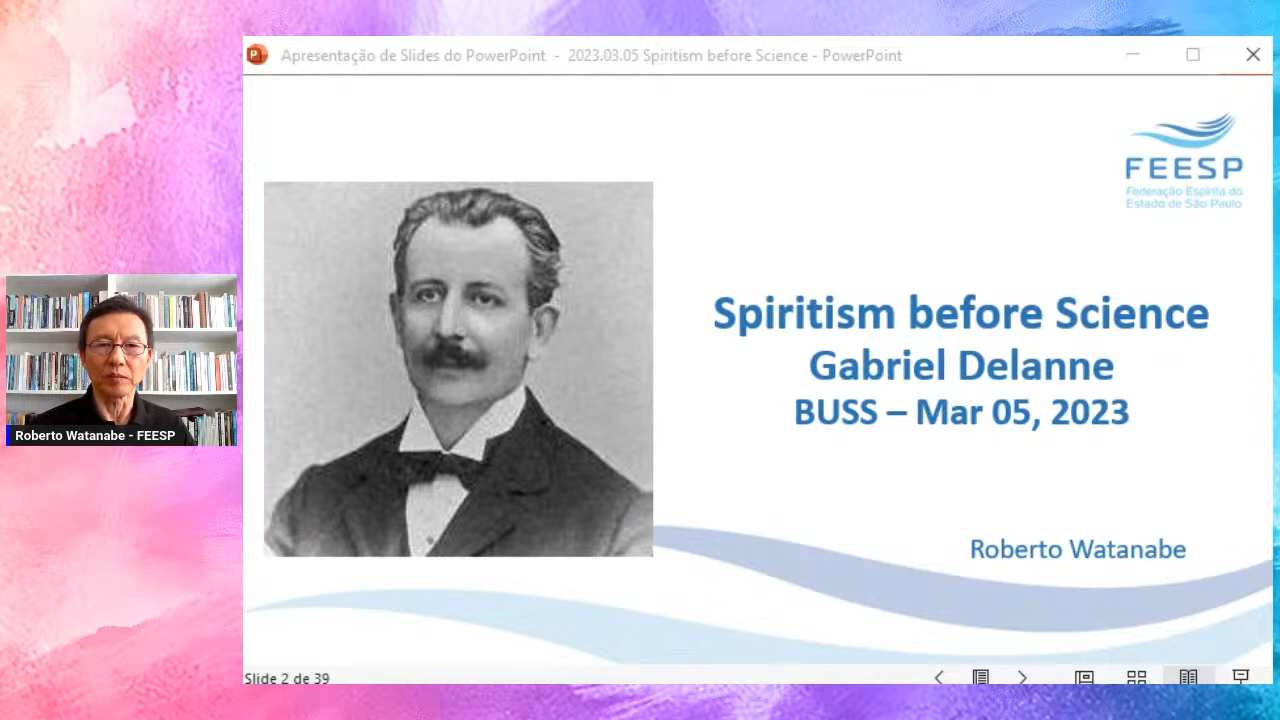 Apresentação de Slides do PowerPoint - 2023.03.05 Spiritism before Science - PowerPoint
FEESP
Federação Espírita do
Estado de São Paulo
Spiritism before Science
Gabriel Delanne
BUSS – Mar 05, 2023
Roberto Watanabe
Roberto Watanabe - FEESP
Slide 2 de 39